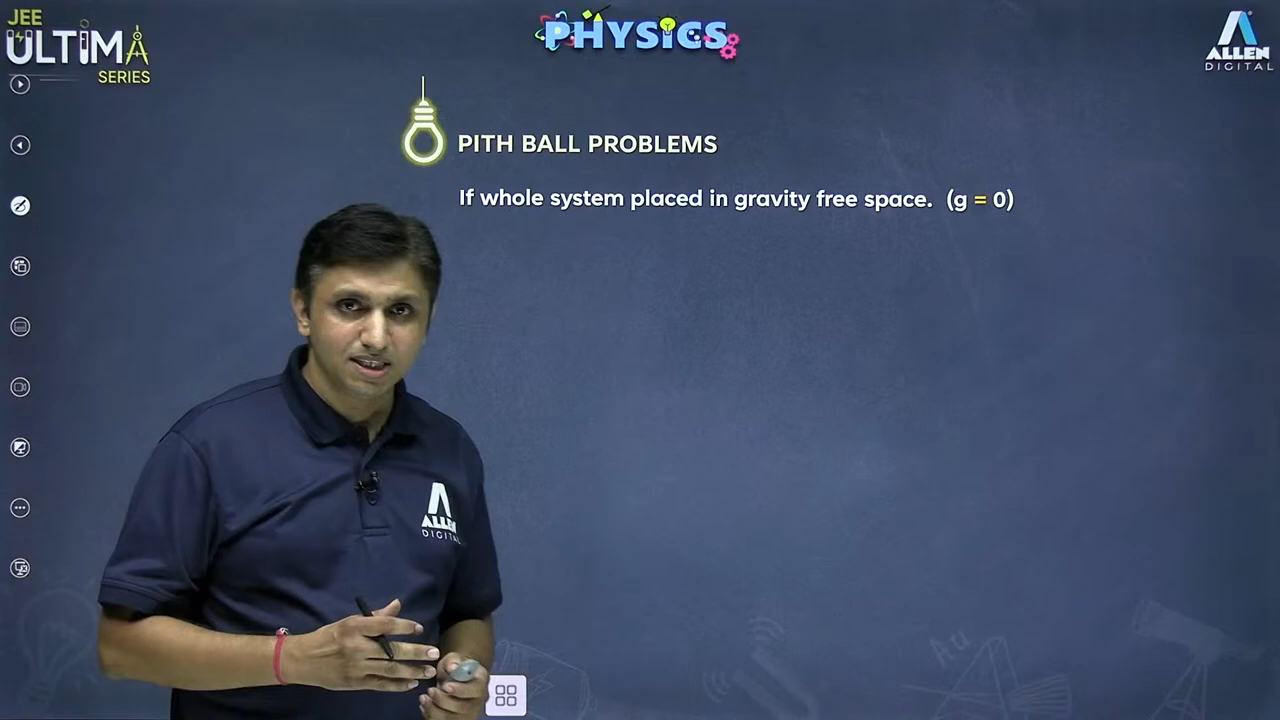 JEE
ULTIMA
SERIES
PHYSICS
ALLEN
DIGITAL
PITH BALL PROBLEMS
If whole system placed in gravity free space. (g = 0)
ALLEN
DIGITAL
Au